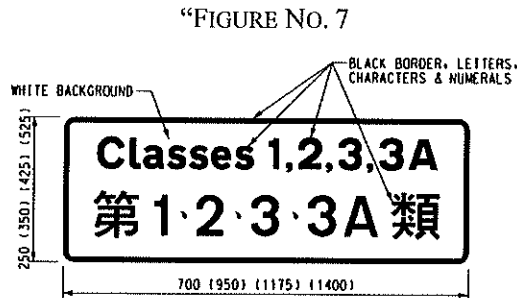 “FIGURE NO. 7
BLACK BORDER, LETTERS,
CHARACTERS & NUMERALS
WHITE BACKGROUND
Classes 1,2,3,3A
第1、2、3、3A類
250 (350) (425) (525)
700 (950) (1175) (1400)